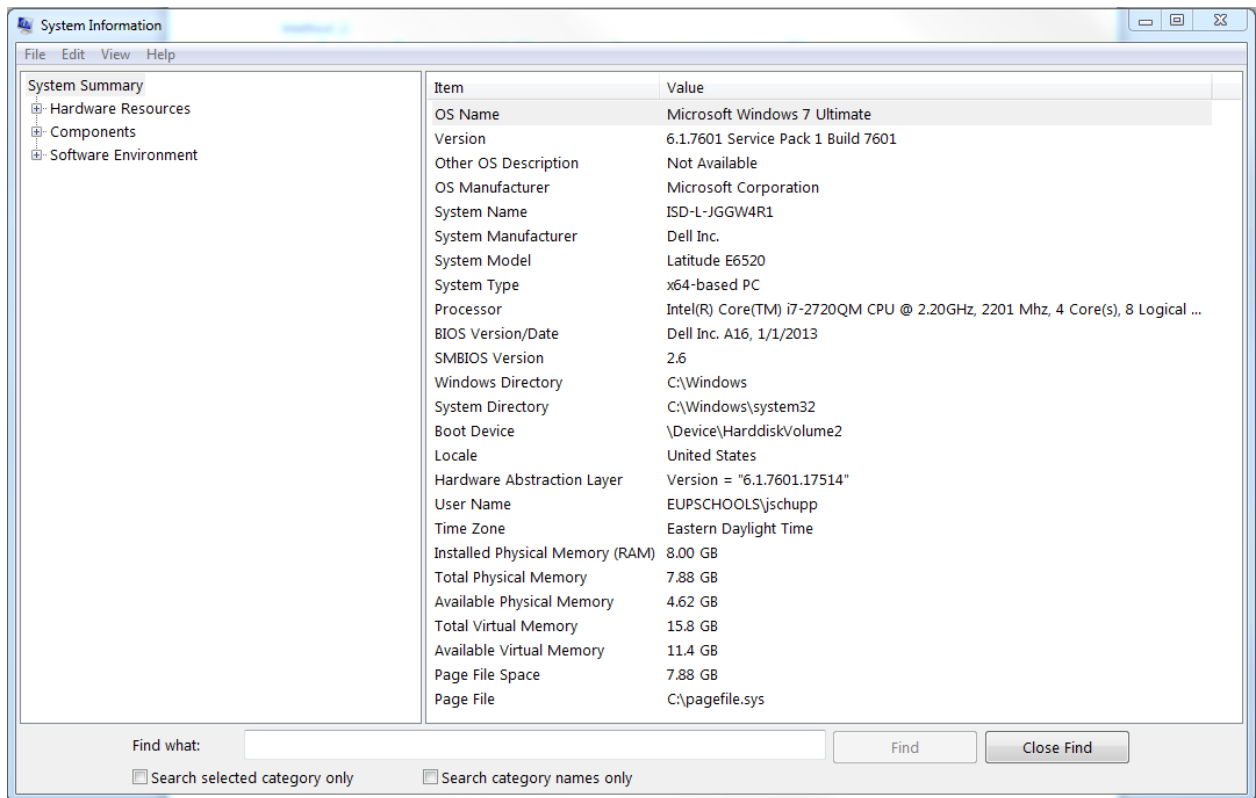 System Information
File Edit View Help
System Summary
Hardware Resources
Components
Software Environment
Item Value
OS Name Microsoft Windows 7 Ultimate
Version 6.1.7601 Service Pack 1 Build 7601
Other OS Description Not Available
OS Manufacturer Microsoft Corporation
System Name ISD-L-JGGW4R1
System Manufacturer Dell Inc.
System Model Latitude E6520
System Type x64-based PC
Processor Intel(R) Core(TM) i7-2720QM CPU @ 2.20GHz, 2201 Mhz, 4 Core(s), 8 Logical ...
BIOS Version/Date Dell Inc. A16, 1/1/2013
SMBIOS Version 2.6
Windows Directory C:\Windows
System Directory C:\Windows\system32
Boot Device \Device\HarddiskVolume2
Locale United States
Hardware Abstraction Layer Version = "6.1.7601.17514"
User Name EUPSCHOOLS\jschupp
Time Zone Eastern Daylight Time
Installed Physical Memory (RAM) 8.00 GB
Total Physical Memory 7.88 GB
Available Physical Memory 4.62 GB
Total Virtual Memory 15.8 GB
Available Virtual Memory 11.4 GB
Page File Space 7.88 GB
Page File C:\pagefile.sys
Find what: Find Close Find
Search selected category only Search category names only